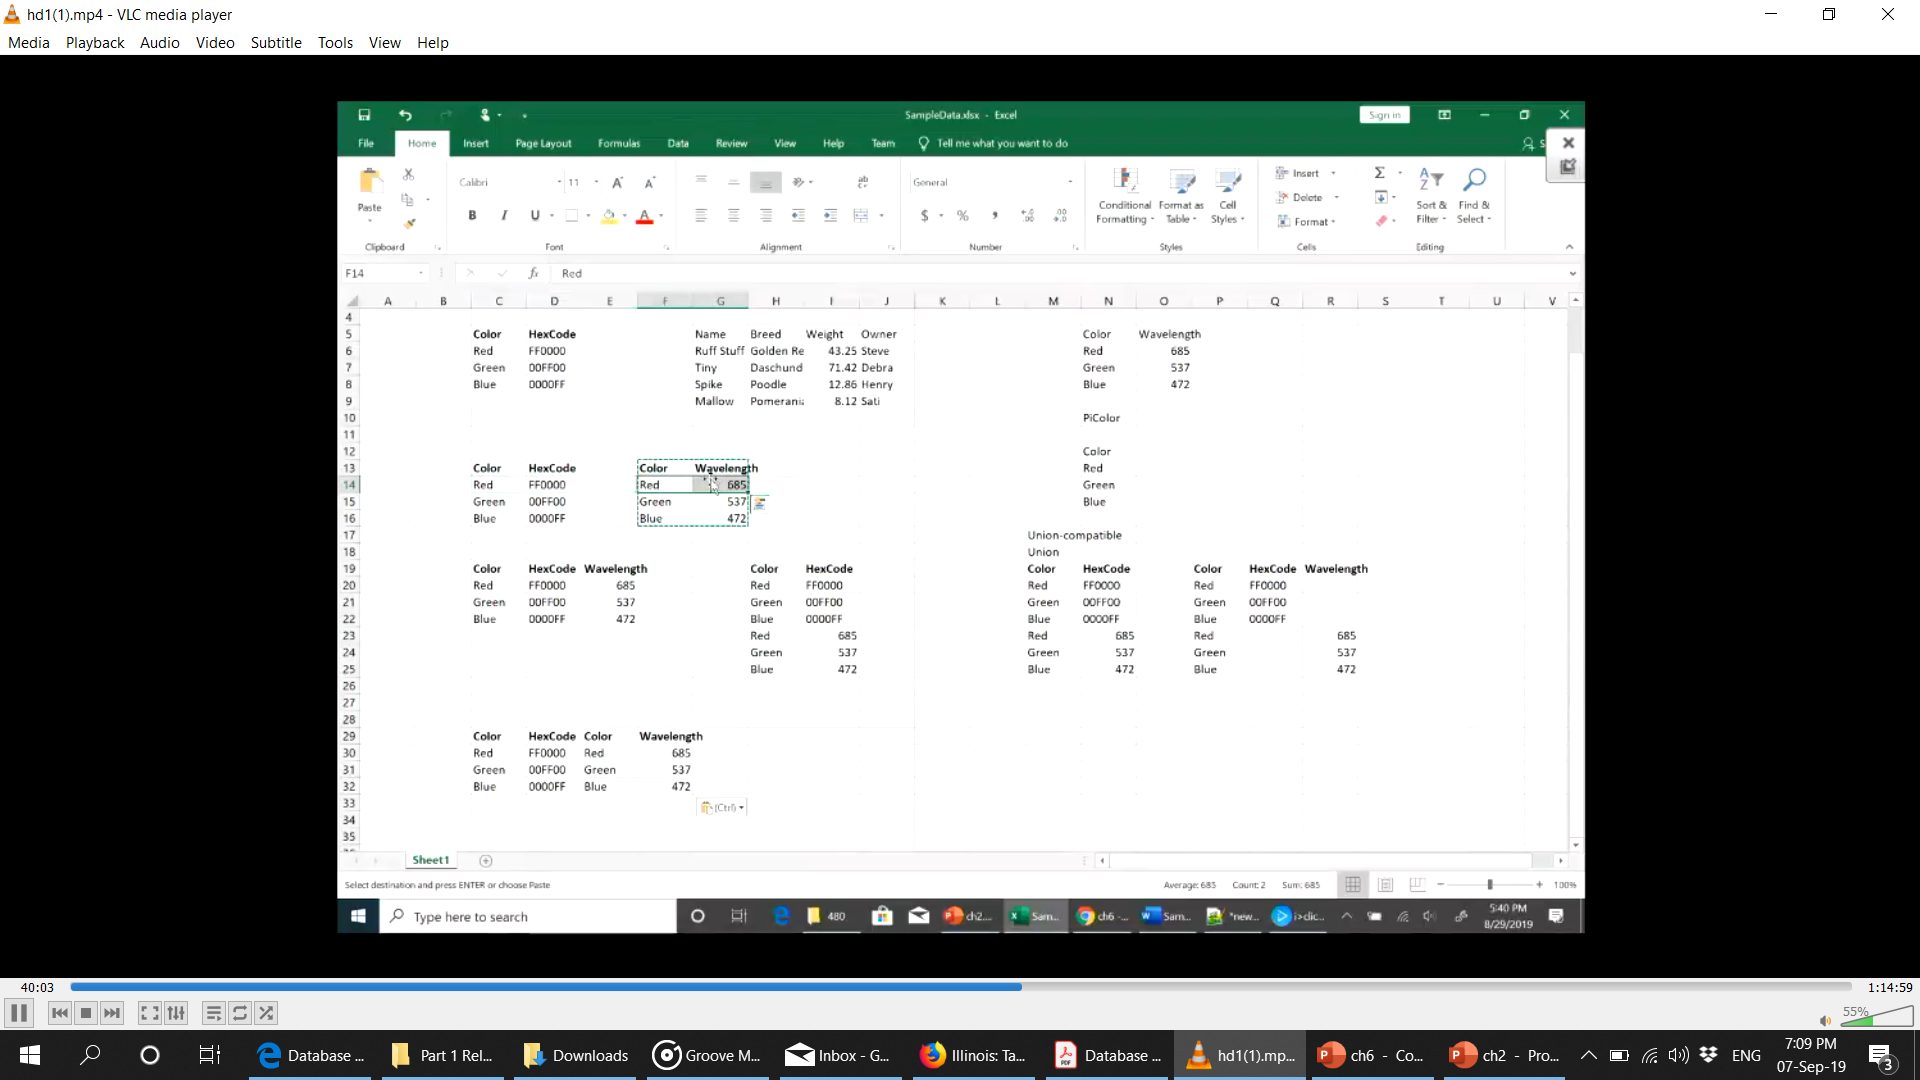 hd1(1).mp4 - VLC media player
Media Playback Audio Video Subtitle Tools View Help
SampleData.xlsx - Excel
Sign in
File Home Insert Page Layout Formulas Data Review View Help Team Tell me what you want to do
Paste
Calibri 11
B I U
General
$ % ,
Conditional Formatting
Format as Table
Cell Styles
Insert
Delete
Format
Sort & Filter
Find & Select
Clipboard Font Alignment Number Styles Cells Editing
F14 fx Red
A B C D E F G H I J K L M N O P Q R S T U V
4
5 Color HexCode Name Breed Weight Owner Color Wavelength
6 Red FF0000 Ruff Stuff Golden Re 43.25 Steve Red 685
7 Green 00FF00 Tiny Daschund 71.42 Debra Green 537
8 Blue 0000FF Spike Poodle 12.86 Henry Blue 472
9 Mallow Pomerania 8.12 Sati
10 PiColor
11
12 Color
13 Color HexCode Color Wavelength Red
14 Red FF0000 Red 685 Green
15 Green 00FF00 Green 537 Blue
16 Blue 0000FF Blue 472
17 Union-compatible
18 Union
19 Color HexCode Wavelength Color HexCode Color HexCode Color HexCode Wavelength
20 Red FF0000 685 Red FF0000 Red FF0000 Red FF0000
21 Green 00FF00 537 Green 00FF00 Green 00FF00 Green 00FF00
22 Blue 0000FF 472 Blue 0000FF Blue 0000FF Blue 0000FF
23 Red 685 Red 685 Red 685
24 Green 537 Green 537 Green 537
25 Blue 472 Blue 472 Blue 472
26
27
28
29 Color HexCode Color Wavelength
30 Red FF0000 Red 685
31 Green 00FF00 Green 537
32 Blue 0000FF Blue 472
33 (Ctrl)
34
35
Sheet1
Select destination and press ENTER or choose Paste Average: 685 Count: 2 Sum: 685 100%
Type here to search 480 ch2.... Sam... ch6 -... Sam... *new... i>clic... 5:40 PM
8/29/2019
40:03 1:14:59
55%
Database ... Part 1 Rel... Downloads Groove M... Inbox - G... Illinois: Ta... Database ... hd1(1).mp... ch6 - Co... ch2 - Pro... ENG 7:09 PM
07-Sep-19 3